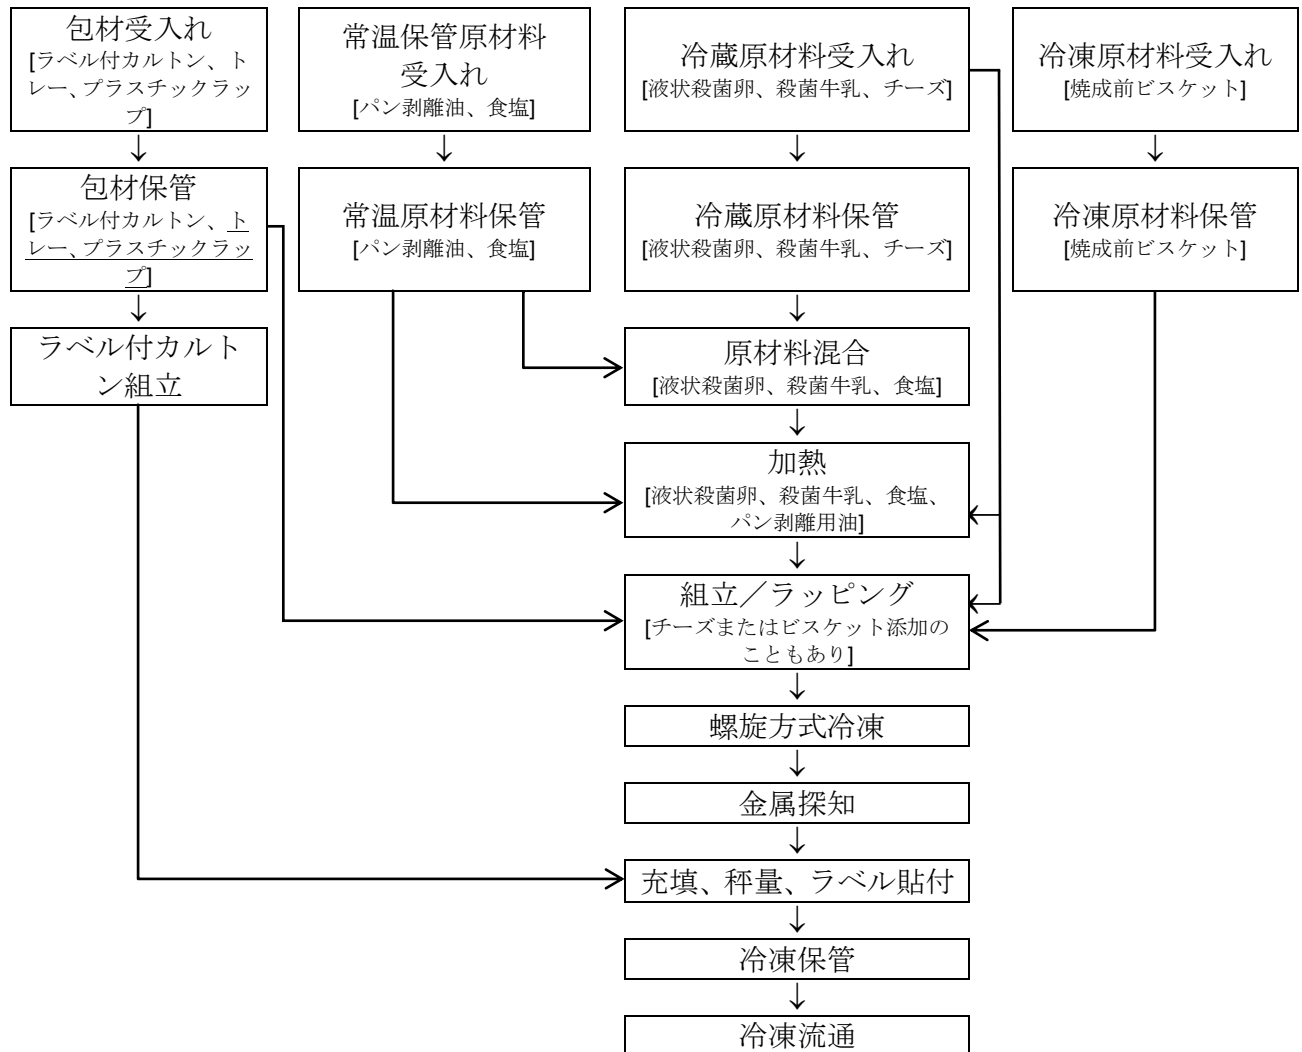 包材受入れ
[ラベル付カルトン、ト
レー、プラスチックラッ
プ]
常温保管原材料
受入れ
[パン剥離油、食塩]
冷蔵原材料受入れ
[液状殺菌卵、殺菌牛乳、チーズ]
冷凍原材料受入れ
[焼成前ビスケット]
↓
↓
↓
↓
包材保管
[ラベル付カルトン、ト
レー、プラスチックラッ
プ]
常温原材料保管
[パン剥離油、食塩]
冷蔵原材料保管
[液状殺菌卵、殺菌牛乳、チーズ]
冷凍原材料保管
[焼成前ビスケット]
↓
↓
ラベル付カルト
ン組立
原材料混合
[液状殺菌卵、殺菌牛乳、食塩]
↓
加熱
[液状殺菌卵、殺菌牛乳、食塩、
パン剥離用油]
↓
組立／ラッピング
[チーズまたはビスケット添加の
こともあり]
↓
螺旋方式冷凍
↓
金属探知
↓
充填、秤量、ラベル貼付
↓
冷凍保管
↓
冷凍流通